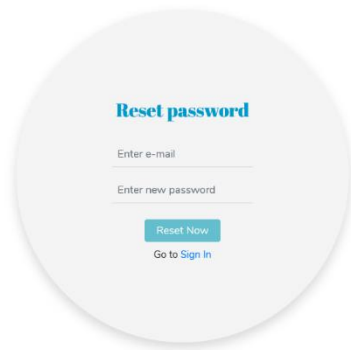 Reset password
Enter e-mail
Enter new password
Reset Now
Go to Sign In